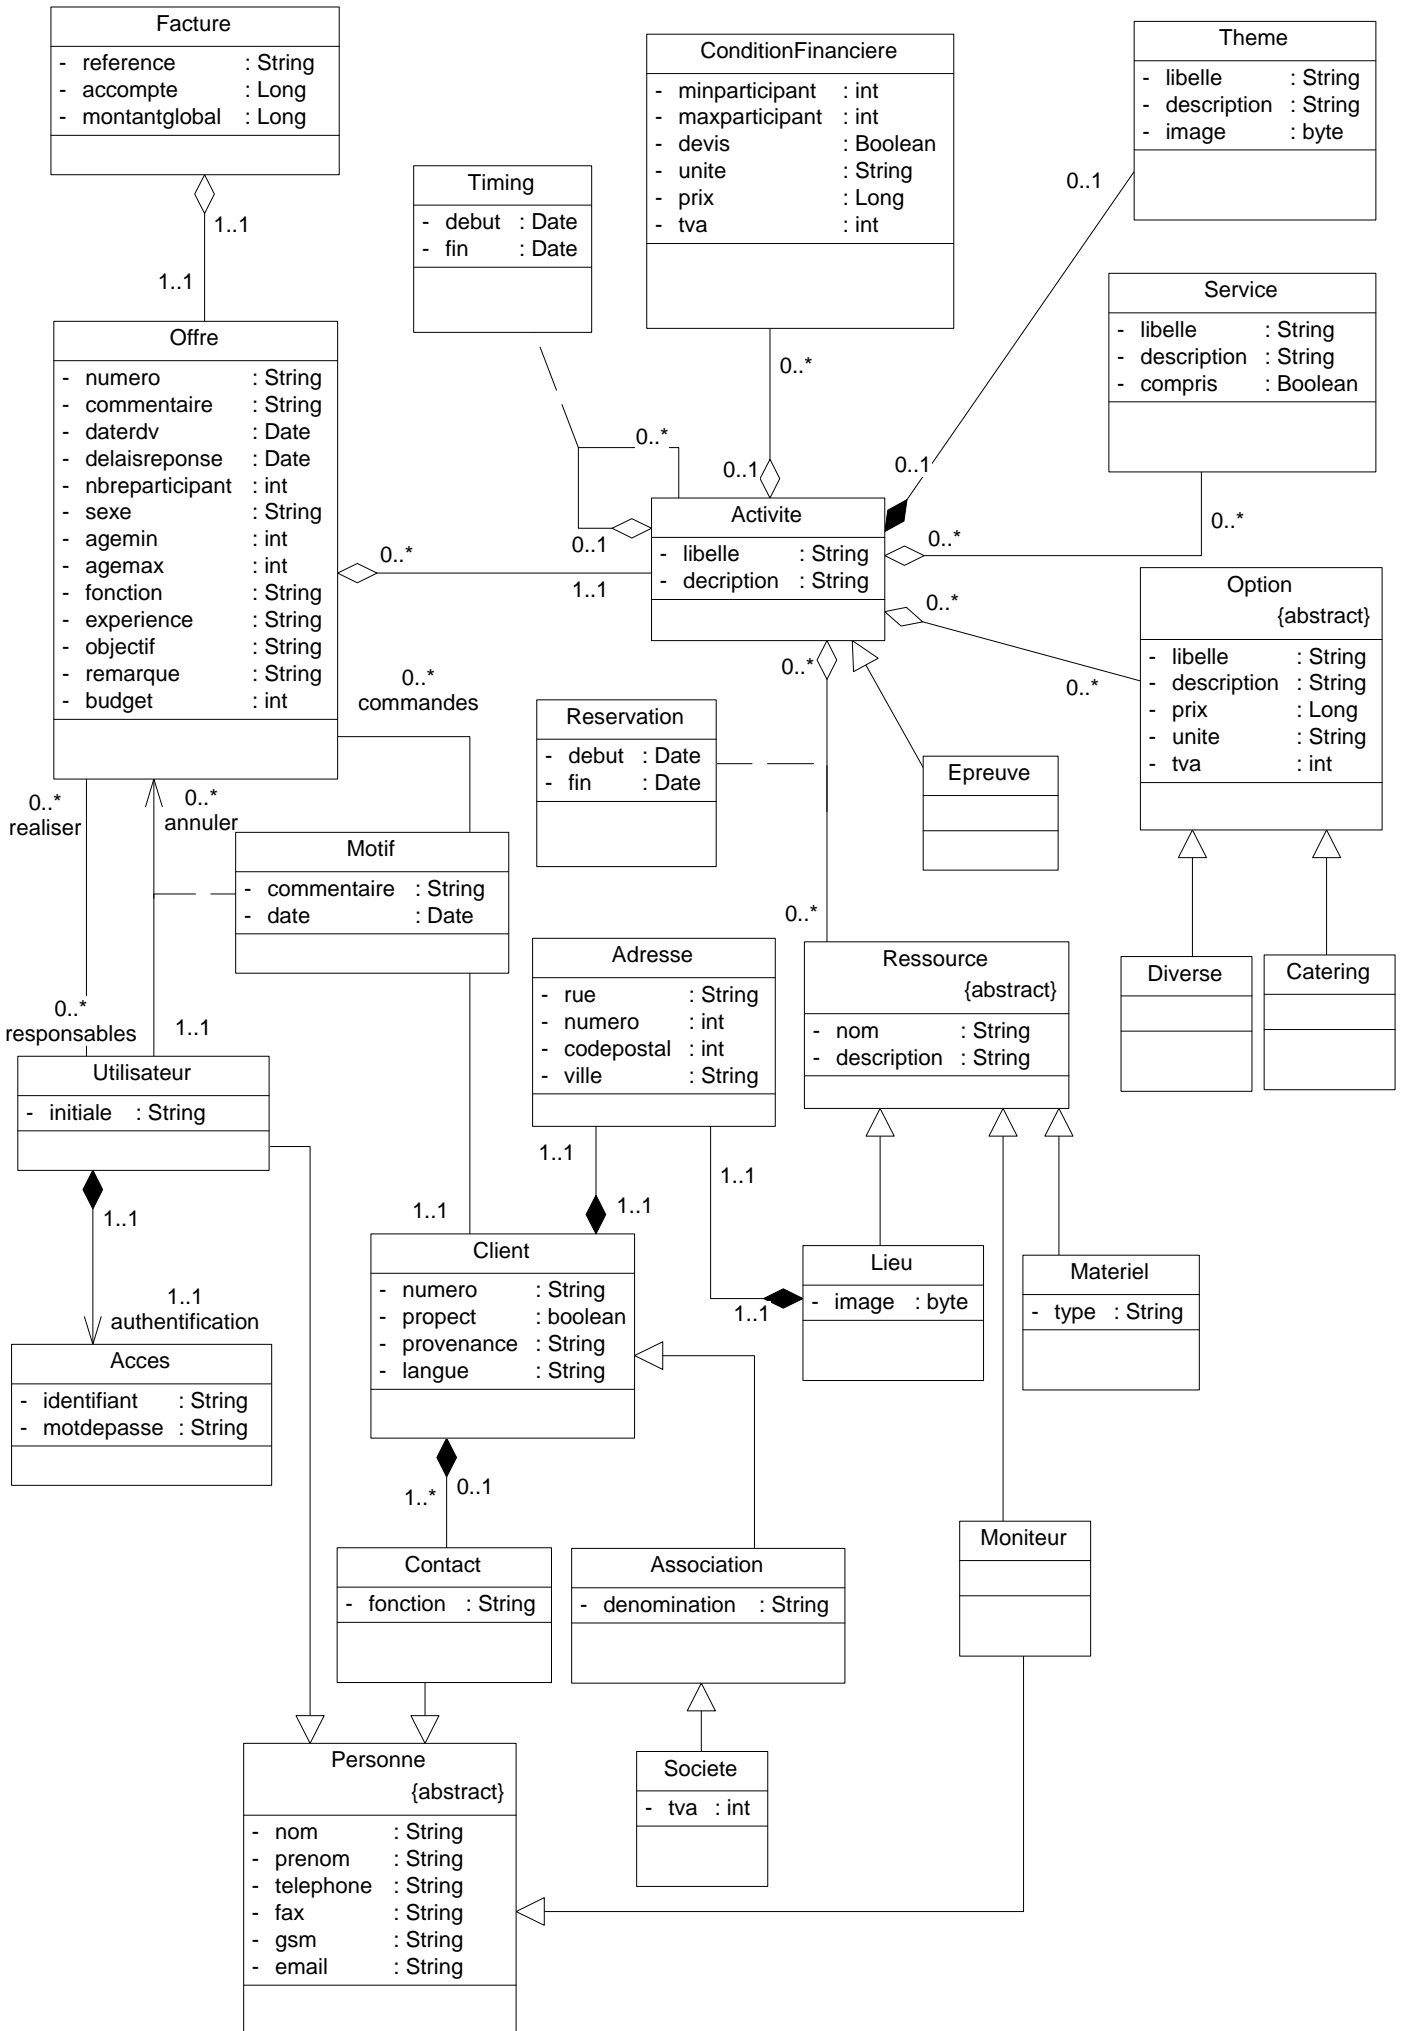 Facture
- reference : String
- accompte : Long
- montantglobal : Long
1..1
1..1
ConditionFinanciere
- minparticipant : int
- maxparticipant : int
- devis : Boolean
- unite : String
- prix : Long
- tva : int
0..*
0..1
Theme
- libelle : String
- description : String
- image : byte
0..1
0..1
Timing
- debut : Date
- fin : Date
0..*
0..1
Service
- libelle : String
- description : String
- compris : Boolean
0..*
0..*
Offre
- numero : String
- commentaire : String
- daterdv : Date
- delaisreponse : Date
- nbreparticipant : int
- sexe : String
- agemin : int
- agemax : int
- fonction : String
- experience : String
- objectif : String
- remarque : String
- budget : int
0..*
1..1
Activite
- libelle : String
- decription : String
0..*
0..*
Option
{abstract}
- libelle : String
- description : String
- prix : Long
- unite : String
- tva : int
0..*
commandes
0..*
Reservation
- debut : Date
- fin : Date
Epreuve
0..*
realiser
0..*
annuler
Motif
- commentaire : String
- date : Date
0..*
0..*
responsables
1..1
Adresse
- rue : String
- numero : int
- codepostal : int
- ville : String
Ressource
{abstract}
- nom : String
- description : String
Diverse
Catering
Utilisateur
- initiale : String
1..1
1..1
1..1
1..1
1..1
Client
- numero : String
- propect : boolean
- provenance : String
- langue : String
1..1
Lieu
- image : byte
Materiel
- type : String
1..1
authentification
Acces
- identifiant : String
- motdepasse : String
1..*
0..1
Contact
- fonction : String
Association
- denomination : String
Moniteur
Personne
{abstract}
- nom : String
- prenom : String
- telephone : String
- fax : String
- gsm : String
- email : String
Societe
- tva : int